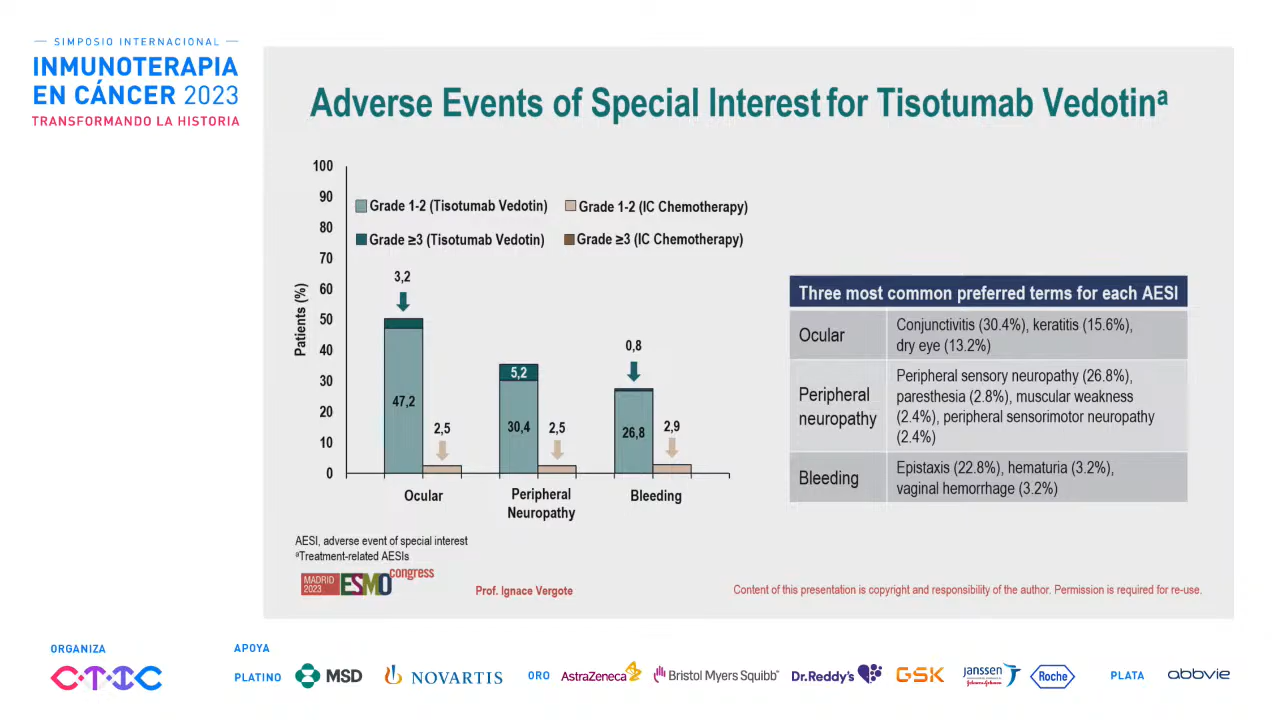 SIMPOSIO INTERNACIONAL
INMUNOTERAPIA
EN CÁNCER 2023
TRANSFORMANDO LA HISTORIA
Adverse Events of Special Interest for Tisotumab Vedotinᵃ
100
90
80
70
60
50
40
30
20
10
0
Patients (%)
Grade 1-2 (Tisotumab Vedotin)
Grade 1-2 (IC Chemotherapy)
Grade ≥3 (Tisotumab Vedotin)
Grade ≥3 (IC Chemotherapy)
3,2
47,2
2,5
5,2
30,4
2,5
0,8
26,8
2,9
Ocular
Peripheral
Neuropathy
Bleeding
Three most common preferred terms for each AESI
Ocular
Conjunctivitis (30.4%), keratitis (15.6%),
dry eye (13.2%)
Peripheral
neuropathy
Peripheral sensory neuropathy (26.8%),
paresthesia (2.8%), muscular weakness
(2.4%), peripheral sensorimotor neuropathy
(2.4%)
Bleeding
Epistaxis (22.8%), hematuria (3.2%),
vaginal hemorrhage (3.2%)
AESI, adverse event of special interest
ᵃTreatment-related AESIs
MADRID
2023
ESMO congress
Prof. Ignace Vergote
Content of this presentation is copyright and responsibility of the author. Permission is required for re-use.
ORGANIZA
CTIC
APOYA
PLATINO
MSD
NOVARTIS
ORO
AstraZeneca
Bristol Myers Squibb™
Dr.Reddy's
GSK
Janssen
Johnson-Johnson
Roche
PLATA
abbvie